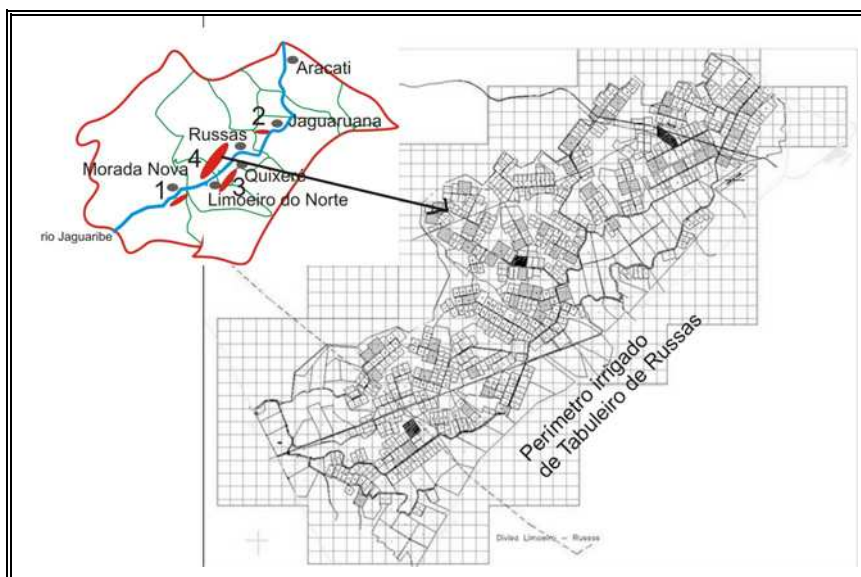 Aracati
2
Jaguaruana
Russas
4
Morada Nova
Quixeré
1
3
Limoeiro do Norte
rio Jaguaribe
Perímetro irrigado
de Tabuleiro de Russas
Divisa Limoeiro - Russas